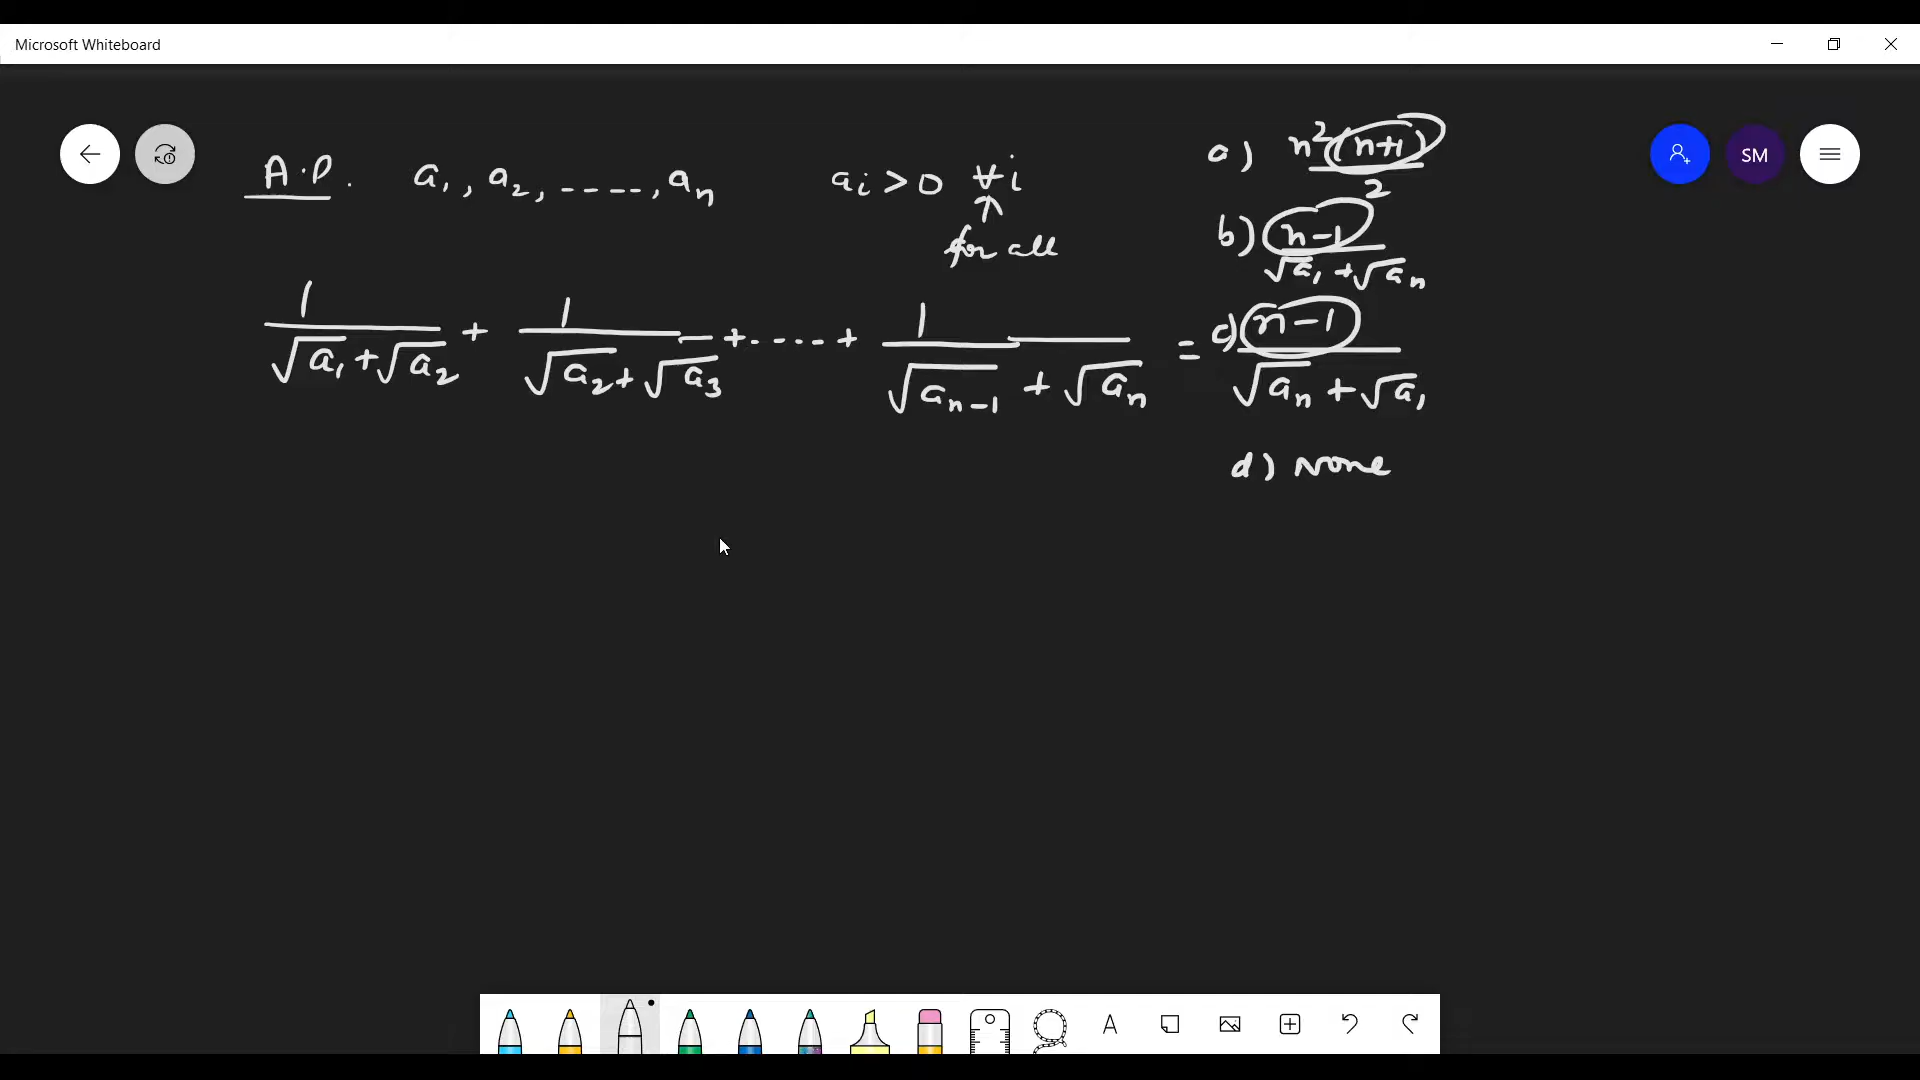 Microsoft Whiteboard
SM
A.P. a₁, a₂, ....., aₙ aᵢ > 0 ∀i
↑
for all
1/(√a₁ + √a₂) + 1/(√a₂ + √a₃) + ..... + 1/(√aₙ₋₁ + √aₙ) =
a) n²(n+1)/2
b) n-1/(√a₁ + √aₙ)
c) n-1/(√aₙ + √a₁)
d) None
A